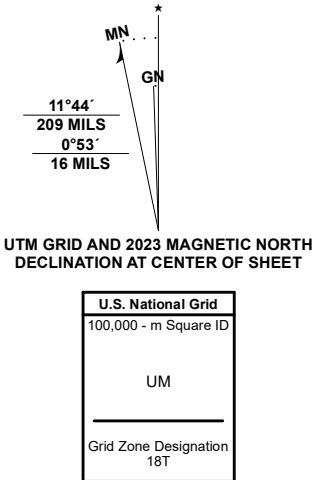 MN
GN
11°44´
209 MILS
0°53´
16 MILS
UTM GRID AND 2023 MAGNETIC NORTH
DECLINATION AT CENTER OF SHEET
U.S. National Grid
100,000 - m Square ID
UM
Grid Zone Designation
18T